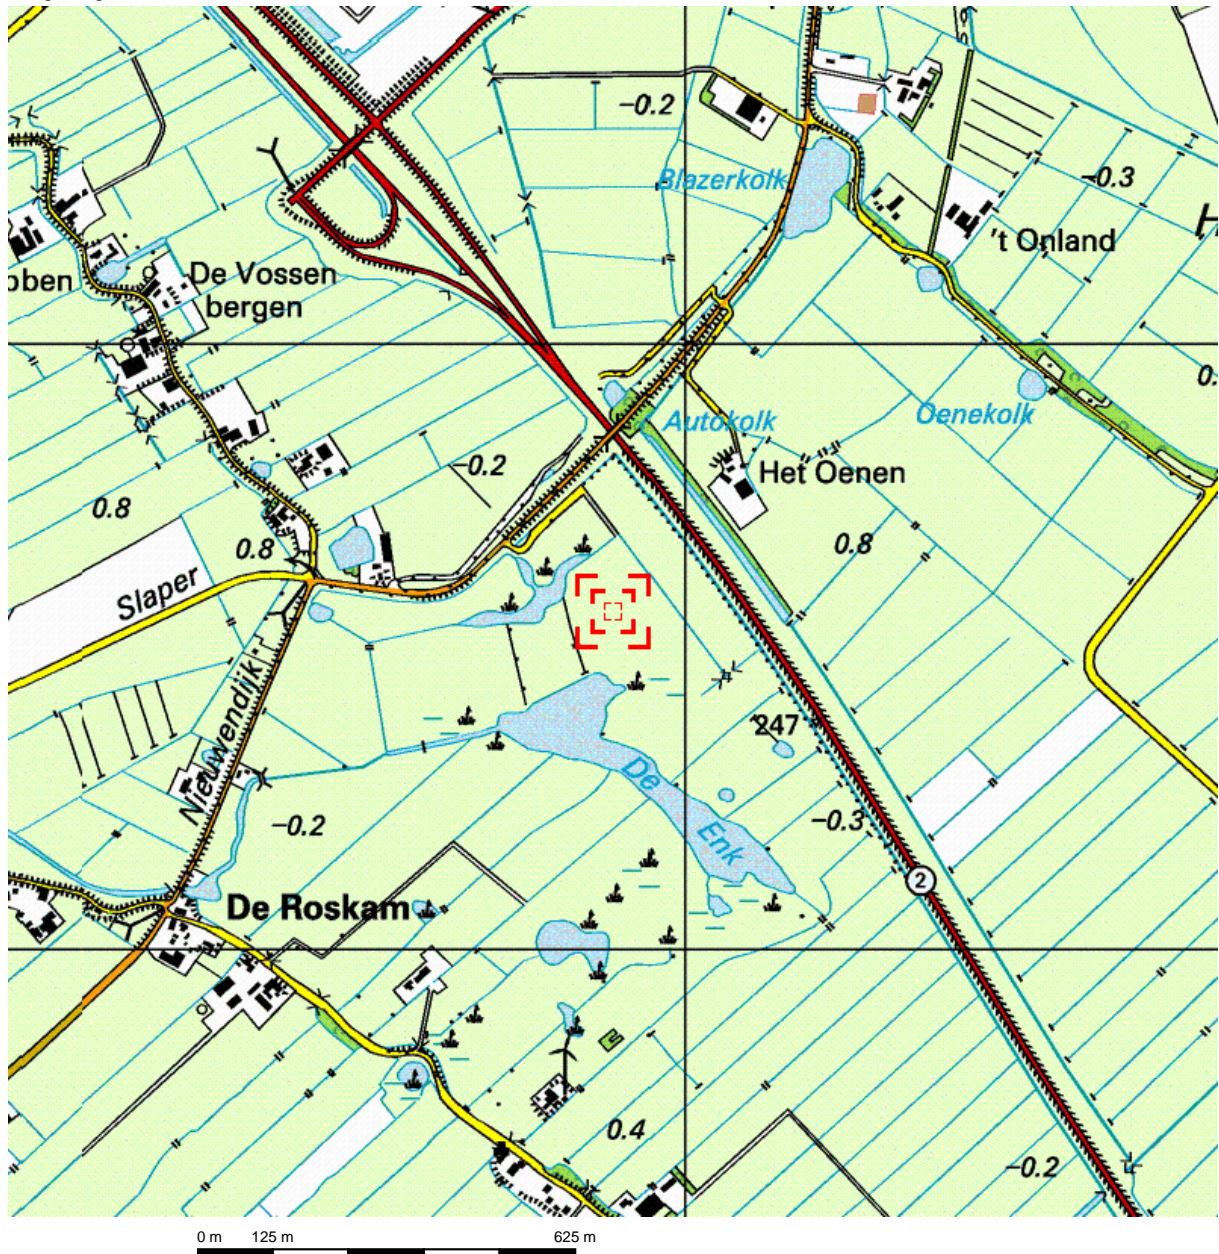 -0.2
Blazerkolk
-0.3
H
't Onland
bben
De Vossen
bergen
0.
Autokolk
Oenekolk
-0.2
Het Oenen
0.8
0.8
0.8
Slaper
Nieuwendijk
247
De
-0.3
-0.2
Enk
2
De Roskam
0.4
-0.2
0 m 125 m 625 m